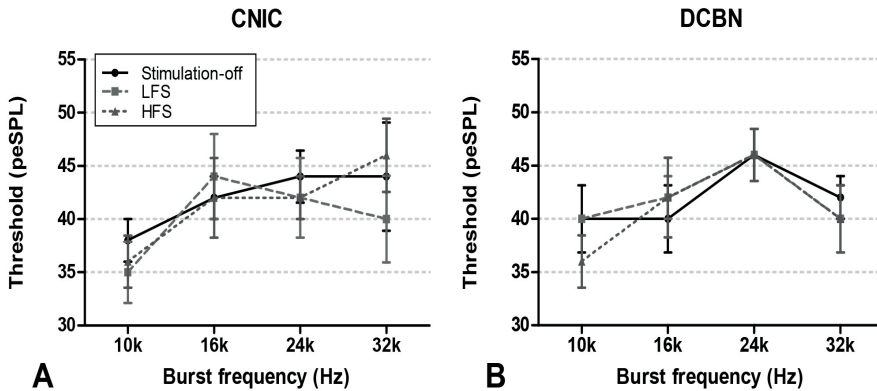 CNIC
Threshold (peSPL)
55
50
45
40
35
30
Stimulation-off
LFS
HFS
10k
16k
24k
32k
Burst frequency (Hz)
A
DCBN
Threshold (peSPL)
55
50
45
40
35
30
10k
16k
24k
32k
Burst frequency (Hz)
B